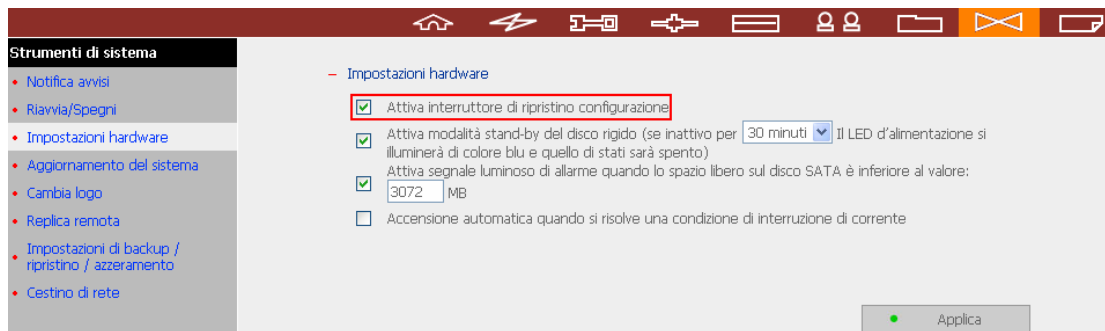 Strumenti di sistema
Notifica avvisi
Riavvia/Spegni
Impostazioni hardware
Aggiornamento del sistema
Cambia logo
Replica remota
Impostazioni di backup /
ripristino / azzeramento
Cestino di rete
Impostazioni hardware
Attiva interruttore di ripristino configurazione
Attiva modalità stand-by del disco rigido (se inattivo per 30 minuti Il LED d'alimentazione si
illuminerà di colore blu e quello di stati sarà spento)
Attiva segnale luminoso di allarme quando lo spazio libero sul disco SATA è inferiore al valore:
3072 MB
Accensione automatica quando si risolve una condizione di interruzione di corrente
Applica